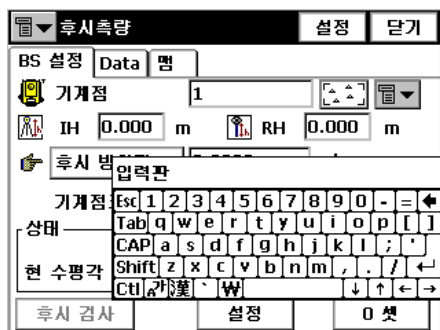 후시측량 설정 닫기
BS 설정 Data 맵
기계점 1
IH 0.000 m RH 0.000 m
후시
입력판
기계점
Esc 1 2 3 4 5 6 7 8 9 0 - =
상태
Tab q w e r t y u i o p [ ]
CAP a s d f g h j k l ; '
현 수평각
Shift z x c v b n m , . /
Ctl 가 漢 ` ₩ ↓ ↑ ← →
후시 검사 설정 0 셋